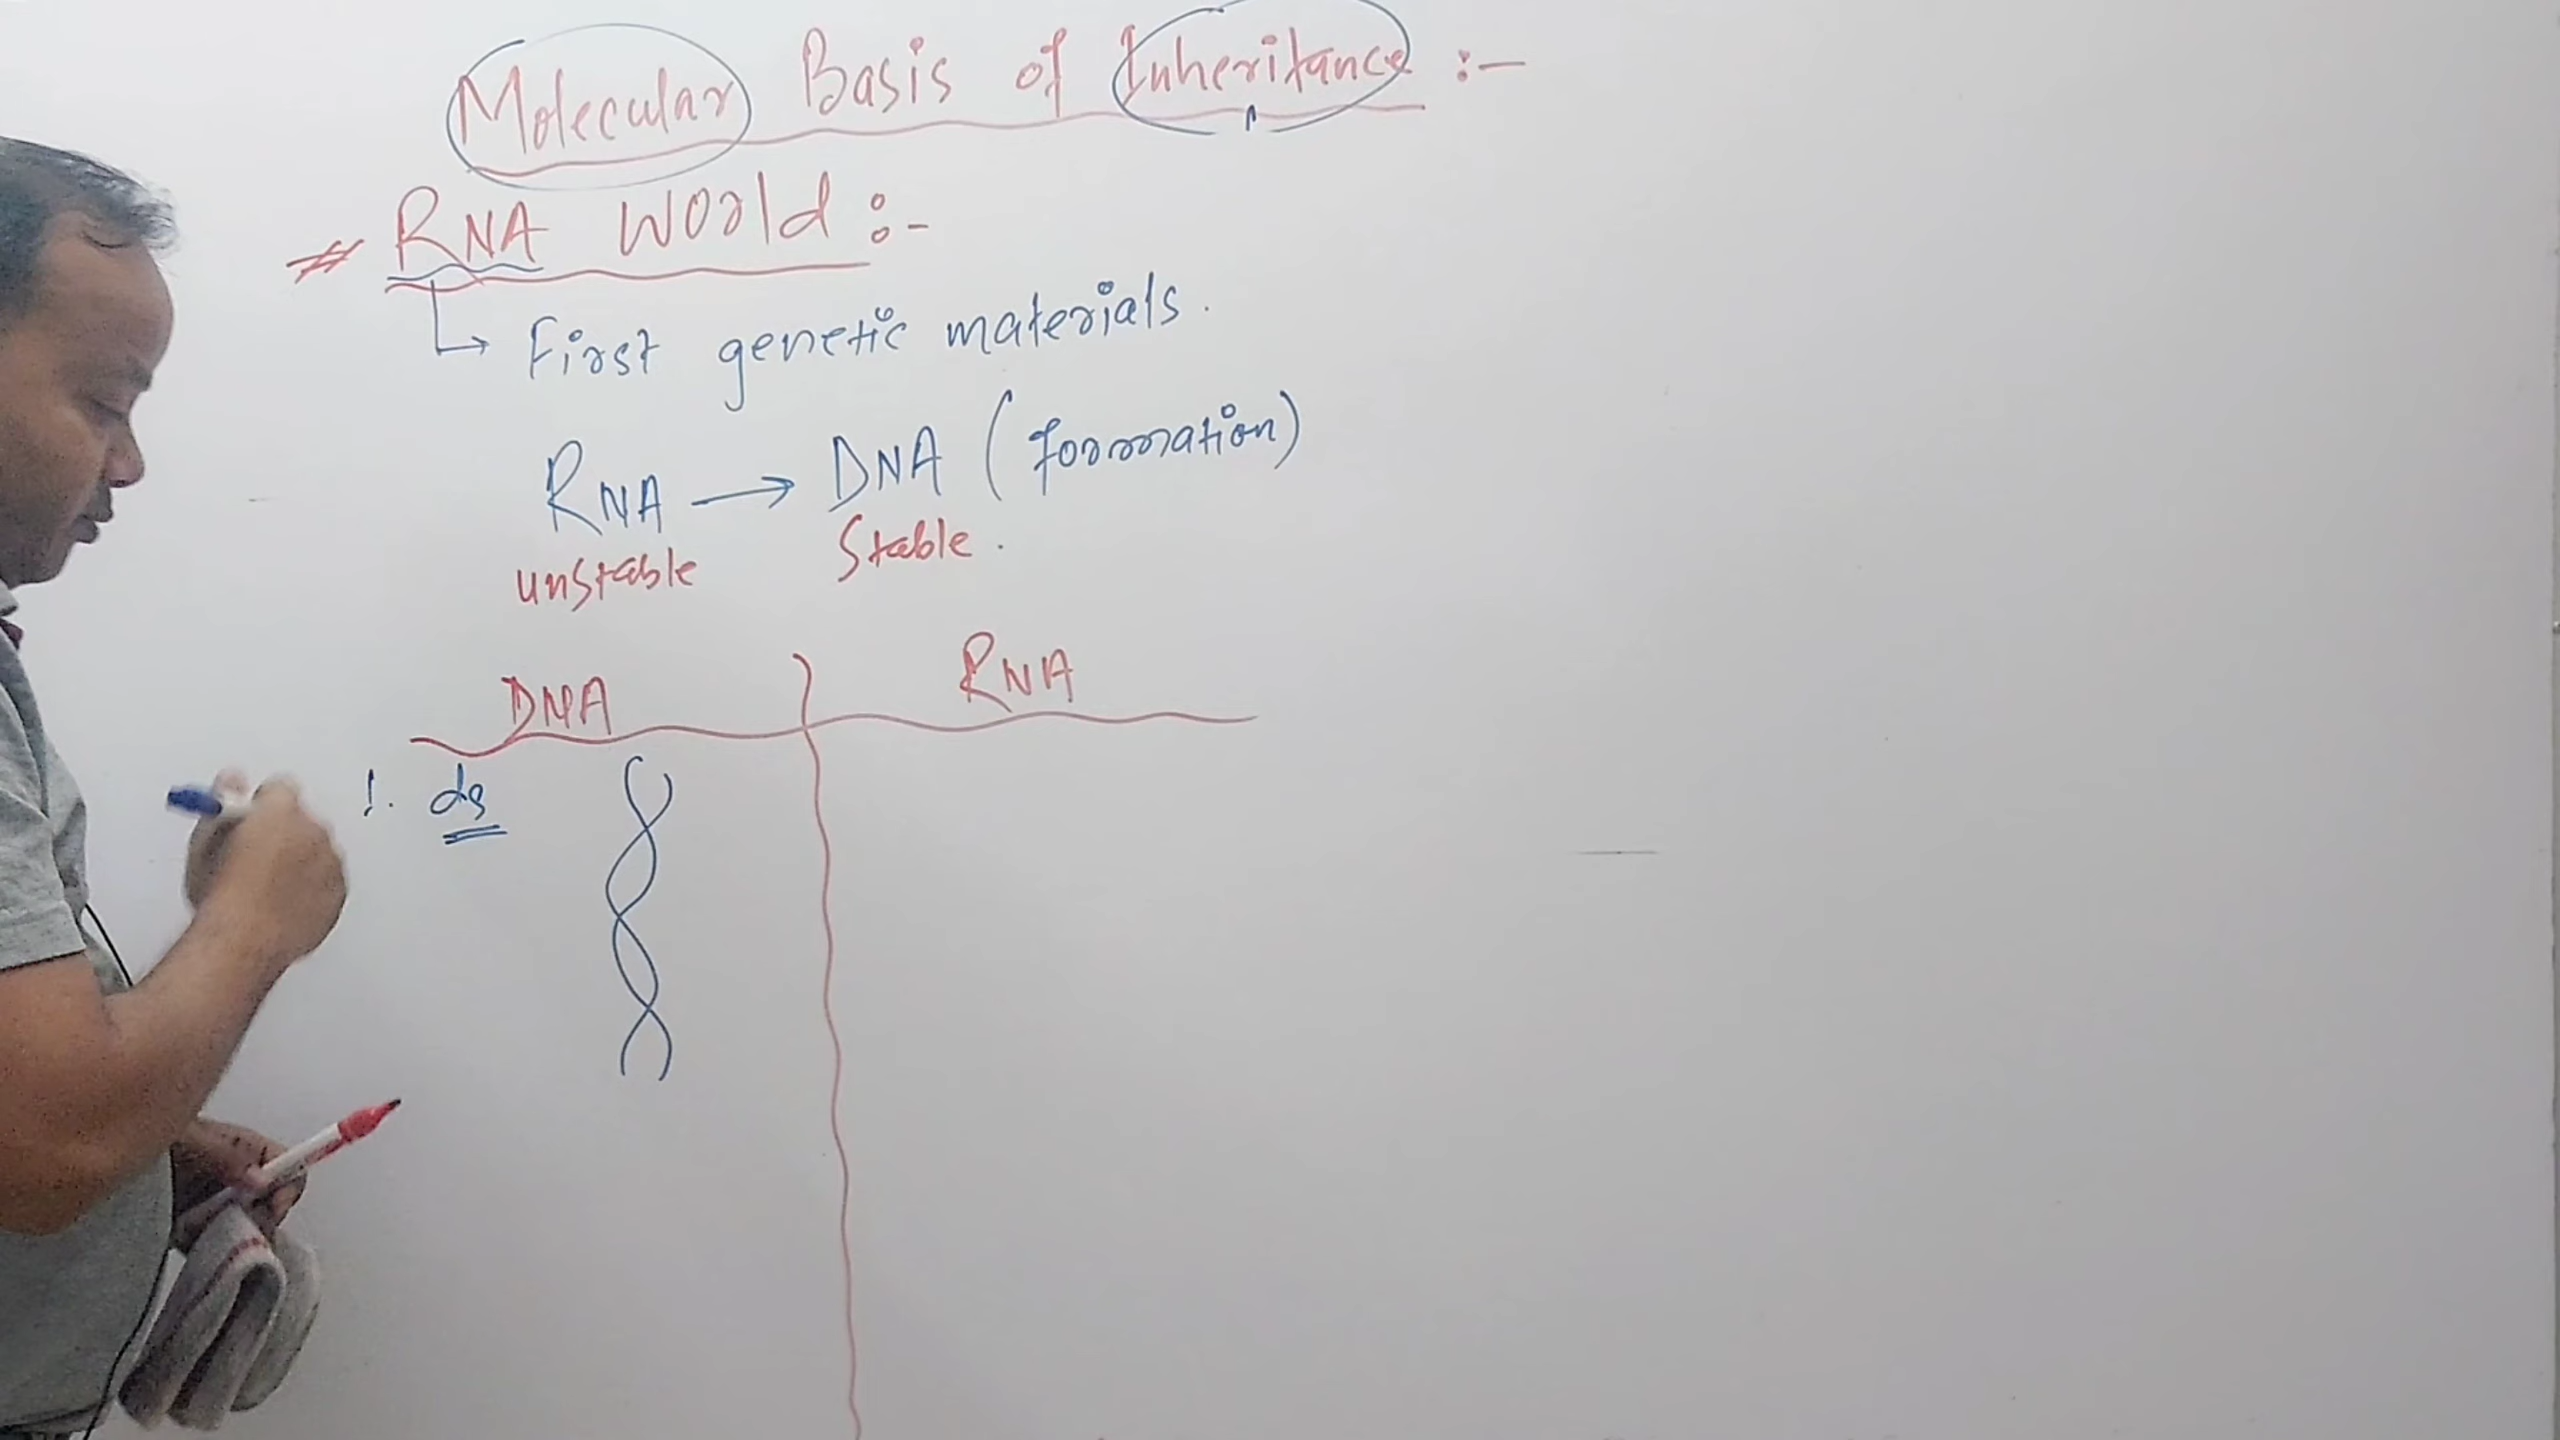 Molecular Basis of Inheritance :-
# RNA World :-
↳ First genetic materials.
RNA → DNA (formation)
unstable Stable.
DNA RNA
1. ds